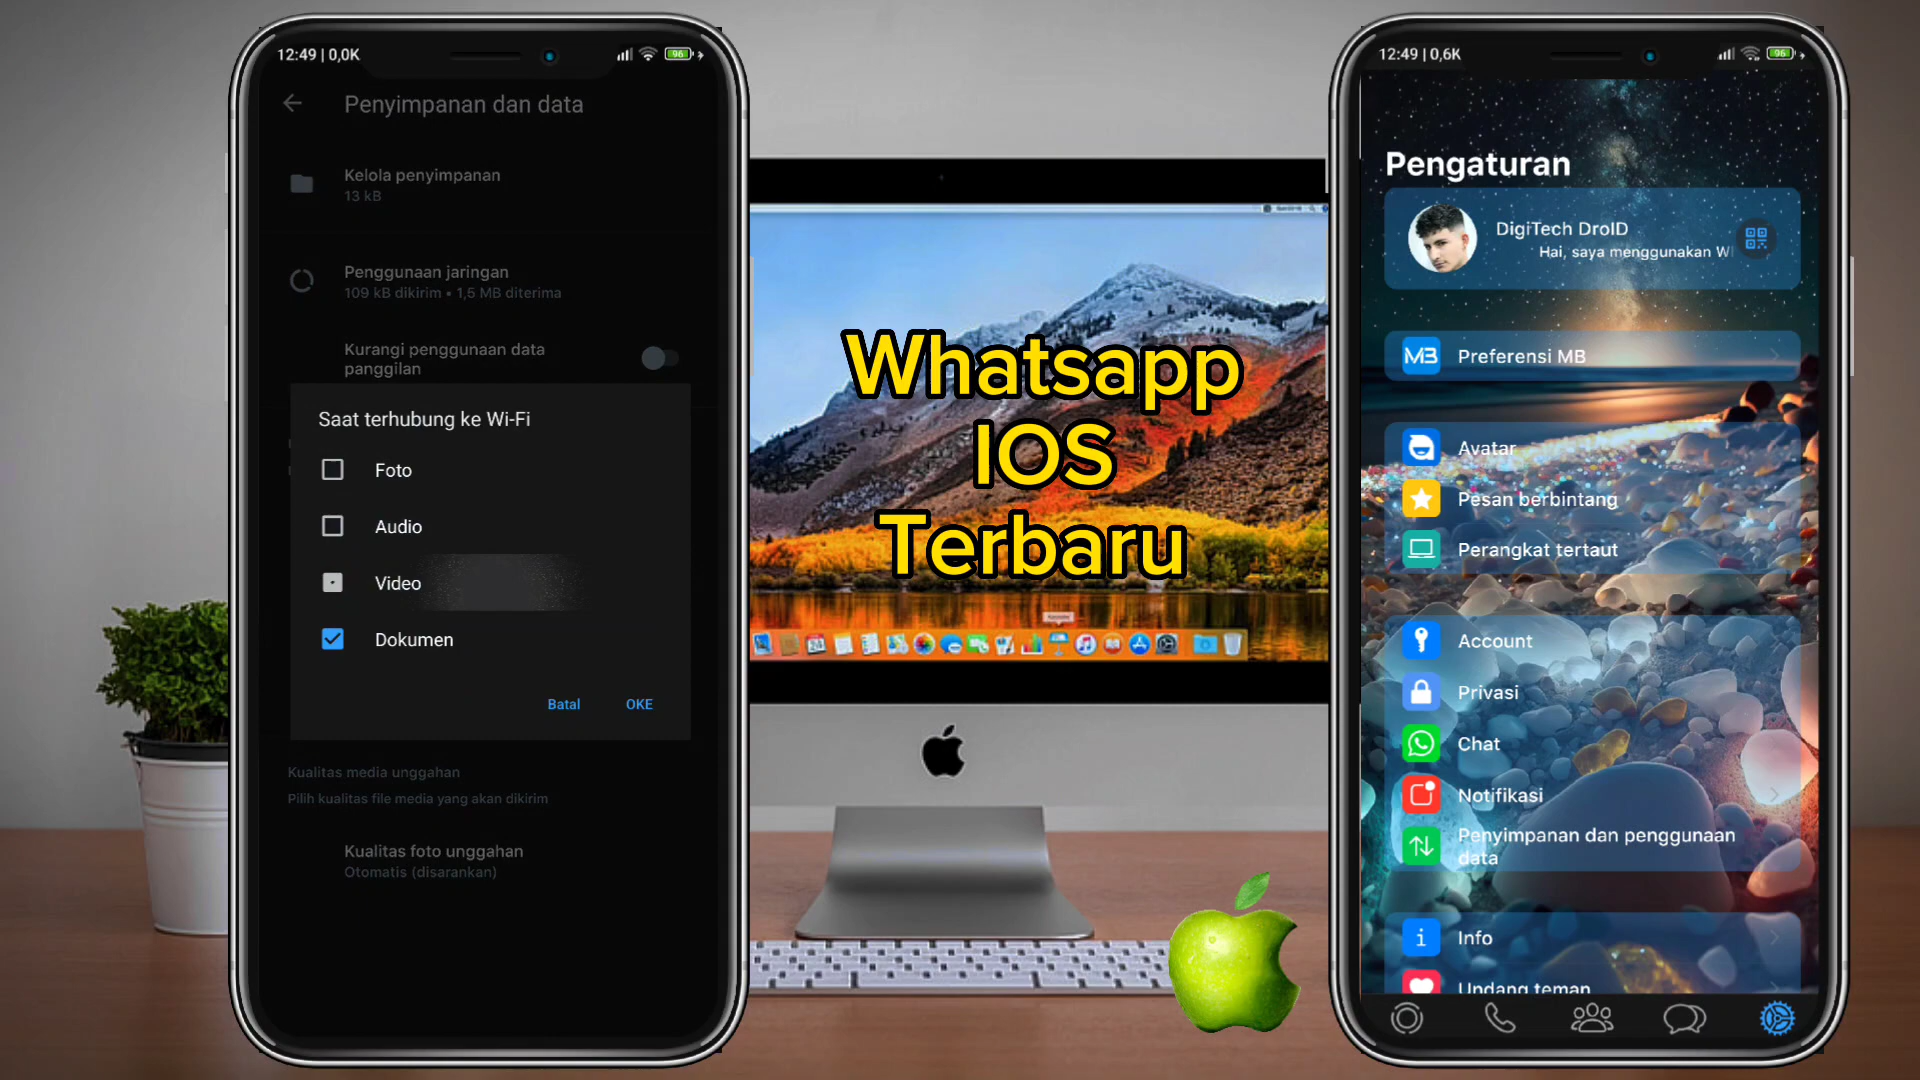 12:49 | 0,0K
96
Penyimpanan dan data
Kelola penyimpanan
13 kB
Penggunaan jaringan
109 kB dikirim • 1,5 MB diterima
Kurangi penggunaan data
panggilan
Saat terhubung ke Wi-Fi
Foto
Audio
Video
Dokumen
Batal
OKE
Kualitas media unggahan
Pilih kualitas file media yang akan dikirim
Kualitas foto unggahan
Otomatis (disarankan)
Whatsapp
IOS
Terbaru
12:49 | 0,6K
96
Pengaturan
DigiTech DroID
Hai, saya menggunakan W
MB
Preferensi MB
Avatar
Pesan berbintang
Perangkat tertaut
Account
Privasi
Chat
Notifikasi
Penyimpanan dan penggunaan
data
i
Info
Undang teman